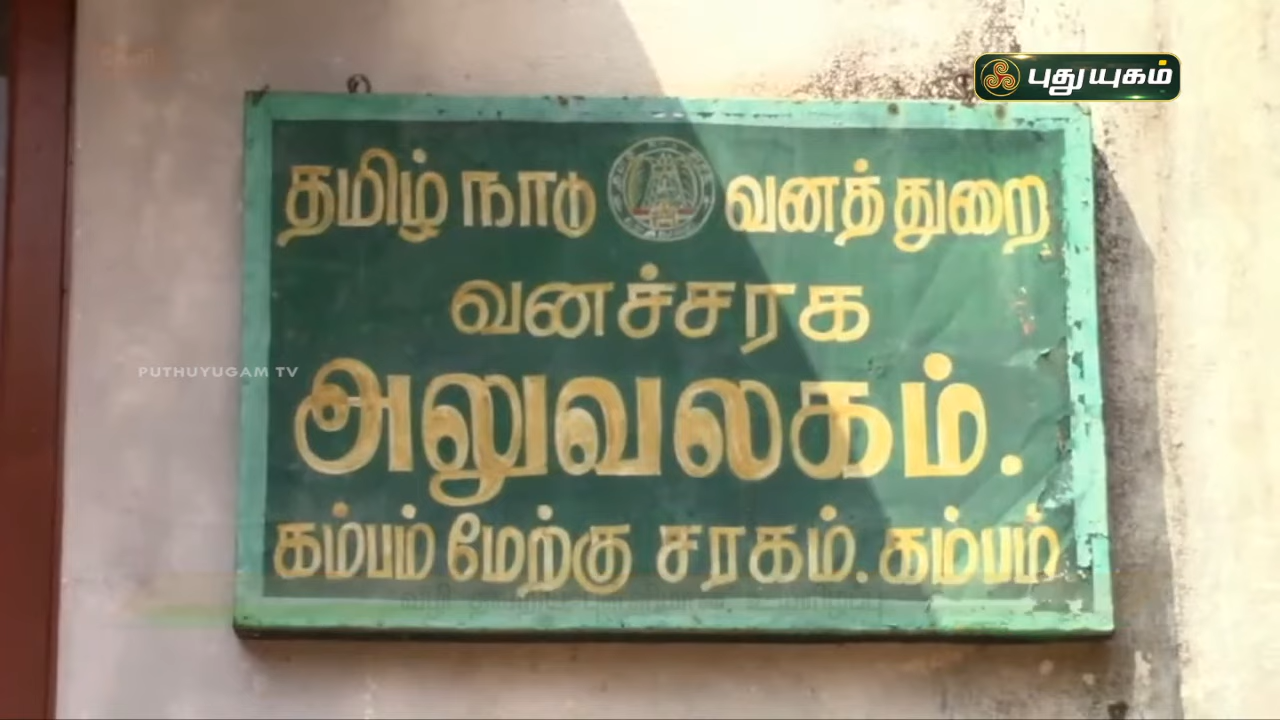 புதுயுகம்
தமிழ் நாடு வனத்துறை
வனச்சரக
PUTHUYUGAM TV
அலுவலகம்.
கம்பம் மேற்கு சரகம். கம்பம்